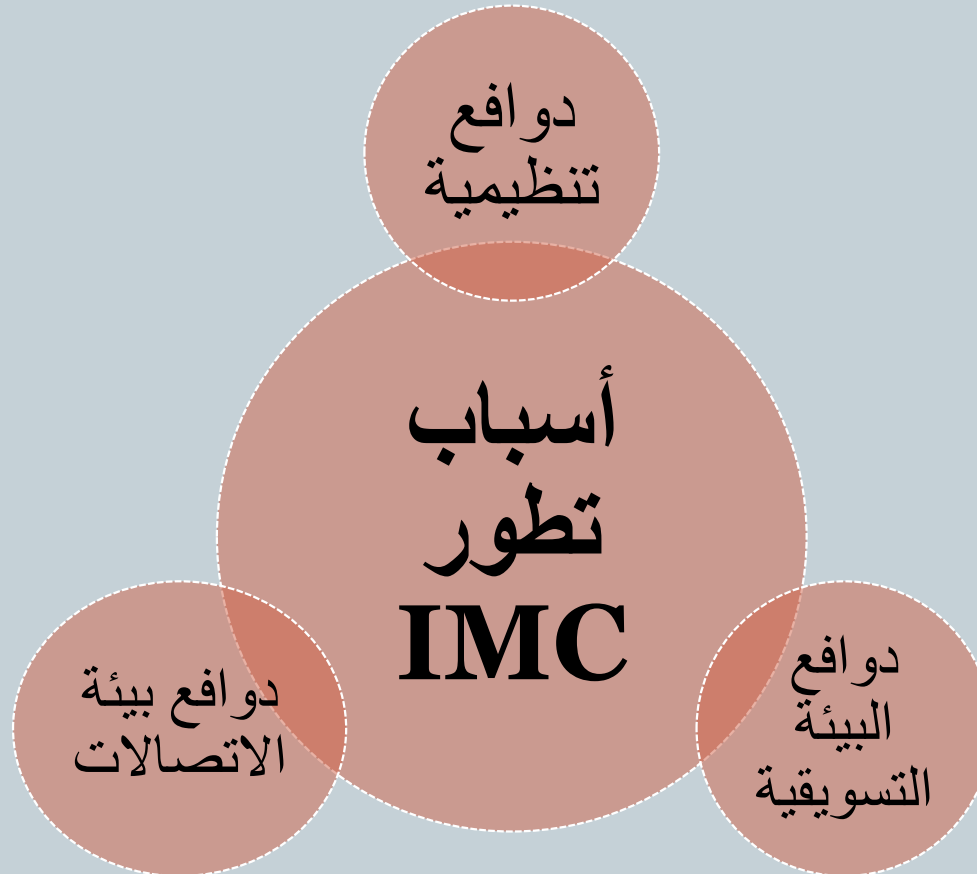 دوافع
تنظيمية
أسباب
تطور
IMC
دوافع
البيئة
التسويقية
دوافع بيئة
الاتصالات